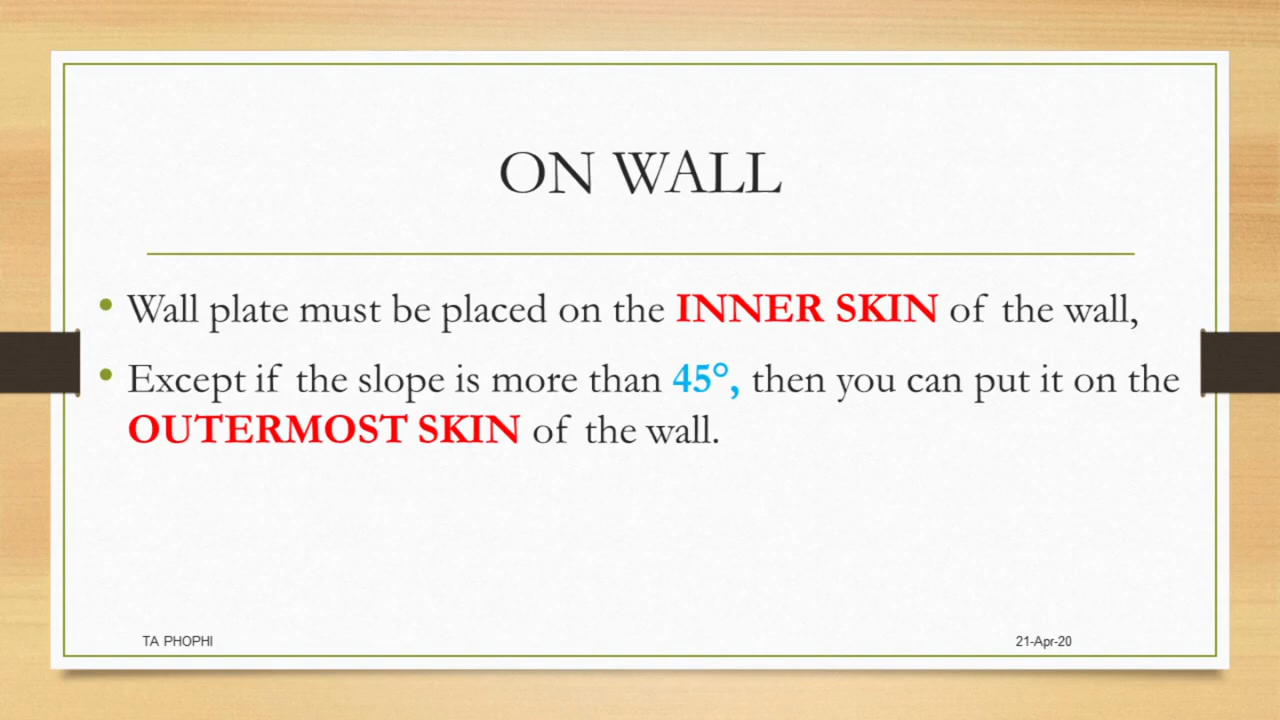 ON WALL
• Wall plate must be placed on the INNER SKIN of the wall,
• Except if the slope is more than 45°, then you can put it on the
OUTERMOST SKIN of the wall.
TA PHOPHI
21-Apr-20